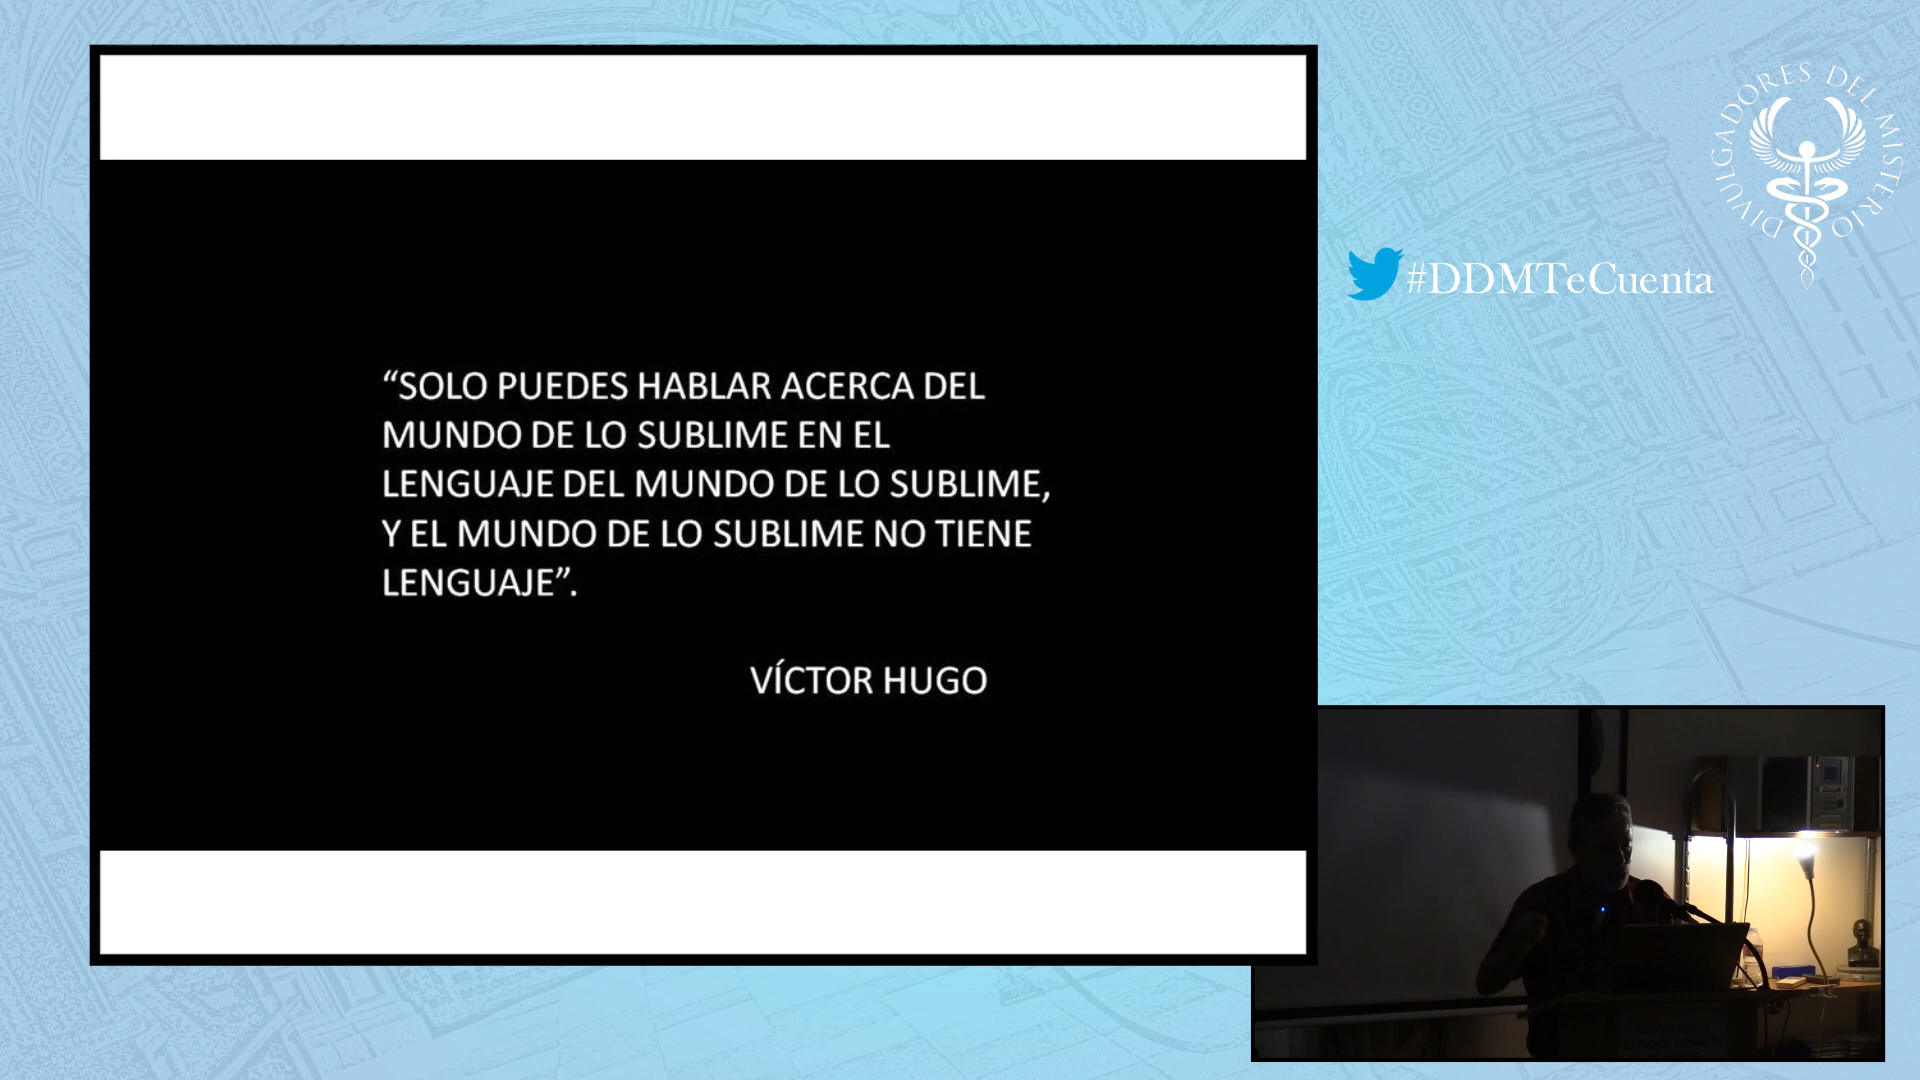 “SOLO PUEDES HABLAR ACERCA DEL
MUNDO DE LO SUBLIME EN EL
LENGUAJE DEL MUNDO DE LO SUBLIME,
Y EL MUNDO DE LO SUBLIME NO TIENE
LENGUAJE”.
VÍCTOR HUGO
DIVULGADORES DEL MISTERIO
#DDMTeCuenta